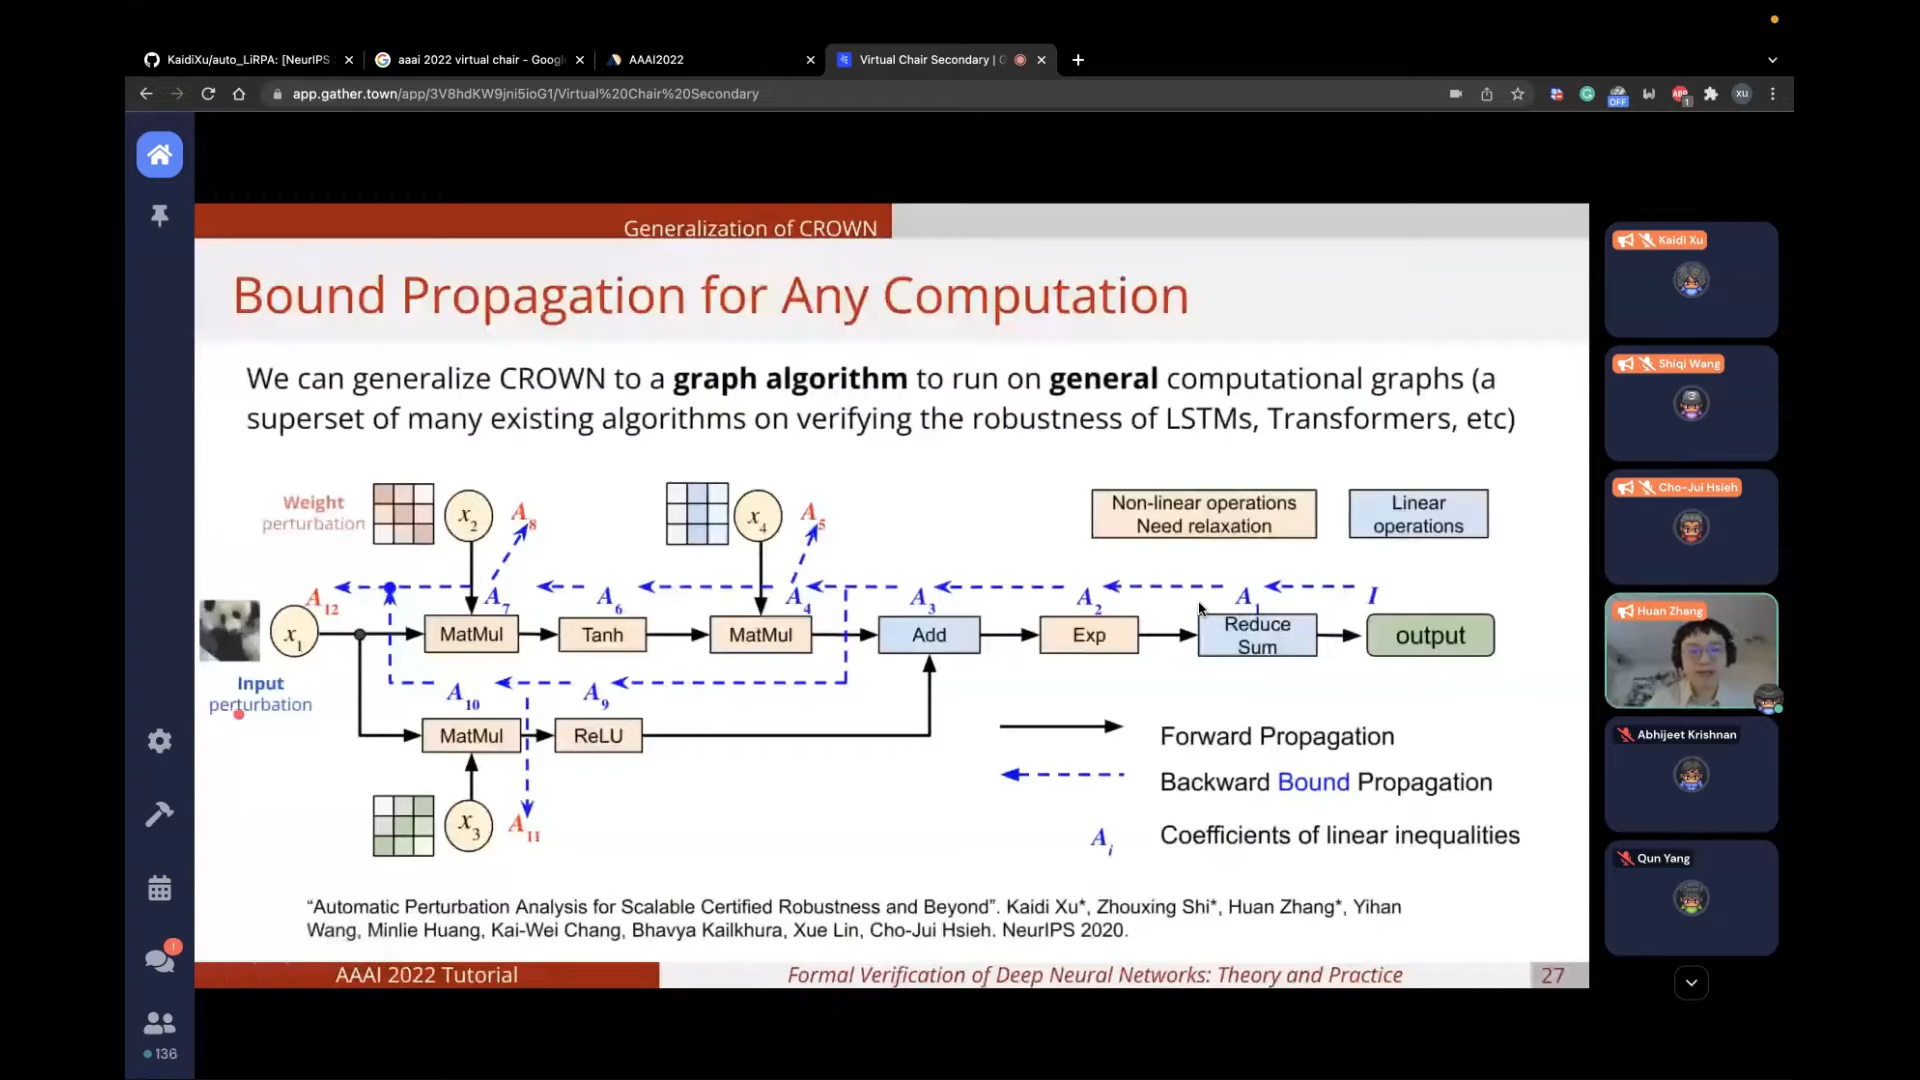 KaidiXu/auto_LiRPA: [NeurIPS
aaai 2022 virtual chair - Google
AAAI2022
Virtual Chair Secondary | G
app.gather.town/app/3V8hdKW9jni5ioG1/Virtual%20Chair%20Secondary
OFF
ABP
1
XU
Generalization of CROWN
Bound Propagation for Any Computation
We can generalize CROWN to a graph algorithm to run on general computational graphs (a
superset of many existing algorithms on verifying the robustness of LSTMs, Transformers, etc)
Weight
perturbation
x2
A8
x4
A5
Non-linear operations
Need relaxation
Linear
operations
A12
A7
A6
A4
A3
A2
A1
I
x1
MatMul
Tanh
MatMul
Add
Exp
Reduce
Sum
output
Input
perturbation
A10
A9
MatMul
ReLU
x3
A11
Forward Propagation
Backward Bound Propagation
Ai
Coefficients of linear inequalities
“Automatic Perturbation Analysis for Scalable Certified Robustness and Beyond”. Kaidi Xu*, Zhouxing Shi*, Huan Zhang*, Yihan
Wang, Minlie Huang, Kai-Wei Chang, Bhavya Kailkhura, Xue Lin, Cho-Jui Hsieh. NeurIPS 2020.
AAAI 2022 Tutorial
Formal Verification of Deep Neural Networks: Theory and Practice
27
Kaidi Xu
Shiqi Wang
Cho-Jui Hsieh
Huan Zhang
Abhijeet Krishnan
Qun Yang
!
136